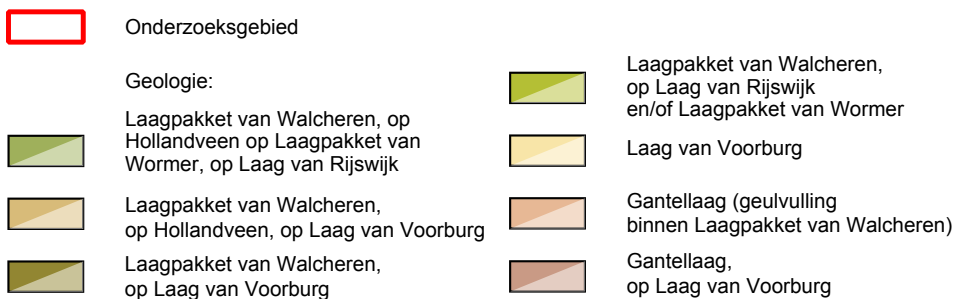 Onderzoeksgebied
Geologie:
Laagpakket van Walcheren, op
Hollandveen op Laagpakket van
Wormer, op Laag van Rijswijk
Laagpakket van Walcheren,
op Hollandveen, op Laag van Voorburg
Laagpakket van Walcheren,
op Laag van Voorburg
Laagpakket van Walcheren,
op Laag van Rijswijk
en/of Laagpakket van Wormer
Laag van Voorburg
Gantellaag (geulvulling
binnen Laagpakket van Walcheren)
Gantellaag,
op Laag van Voorburg